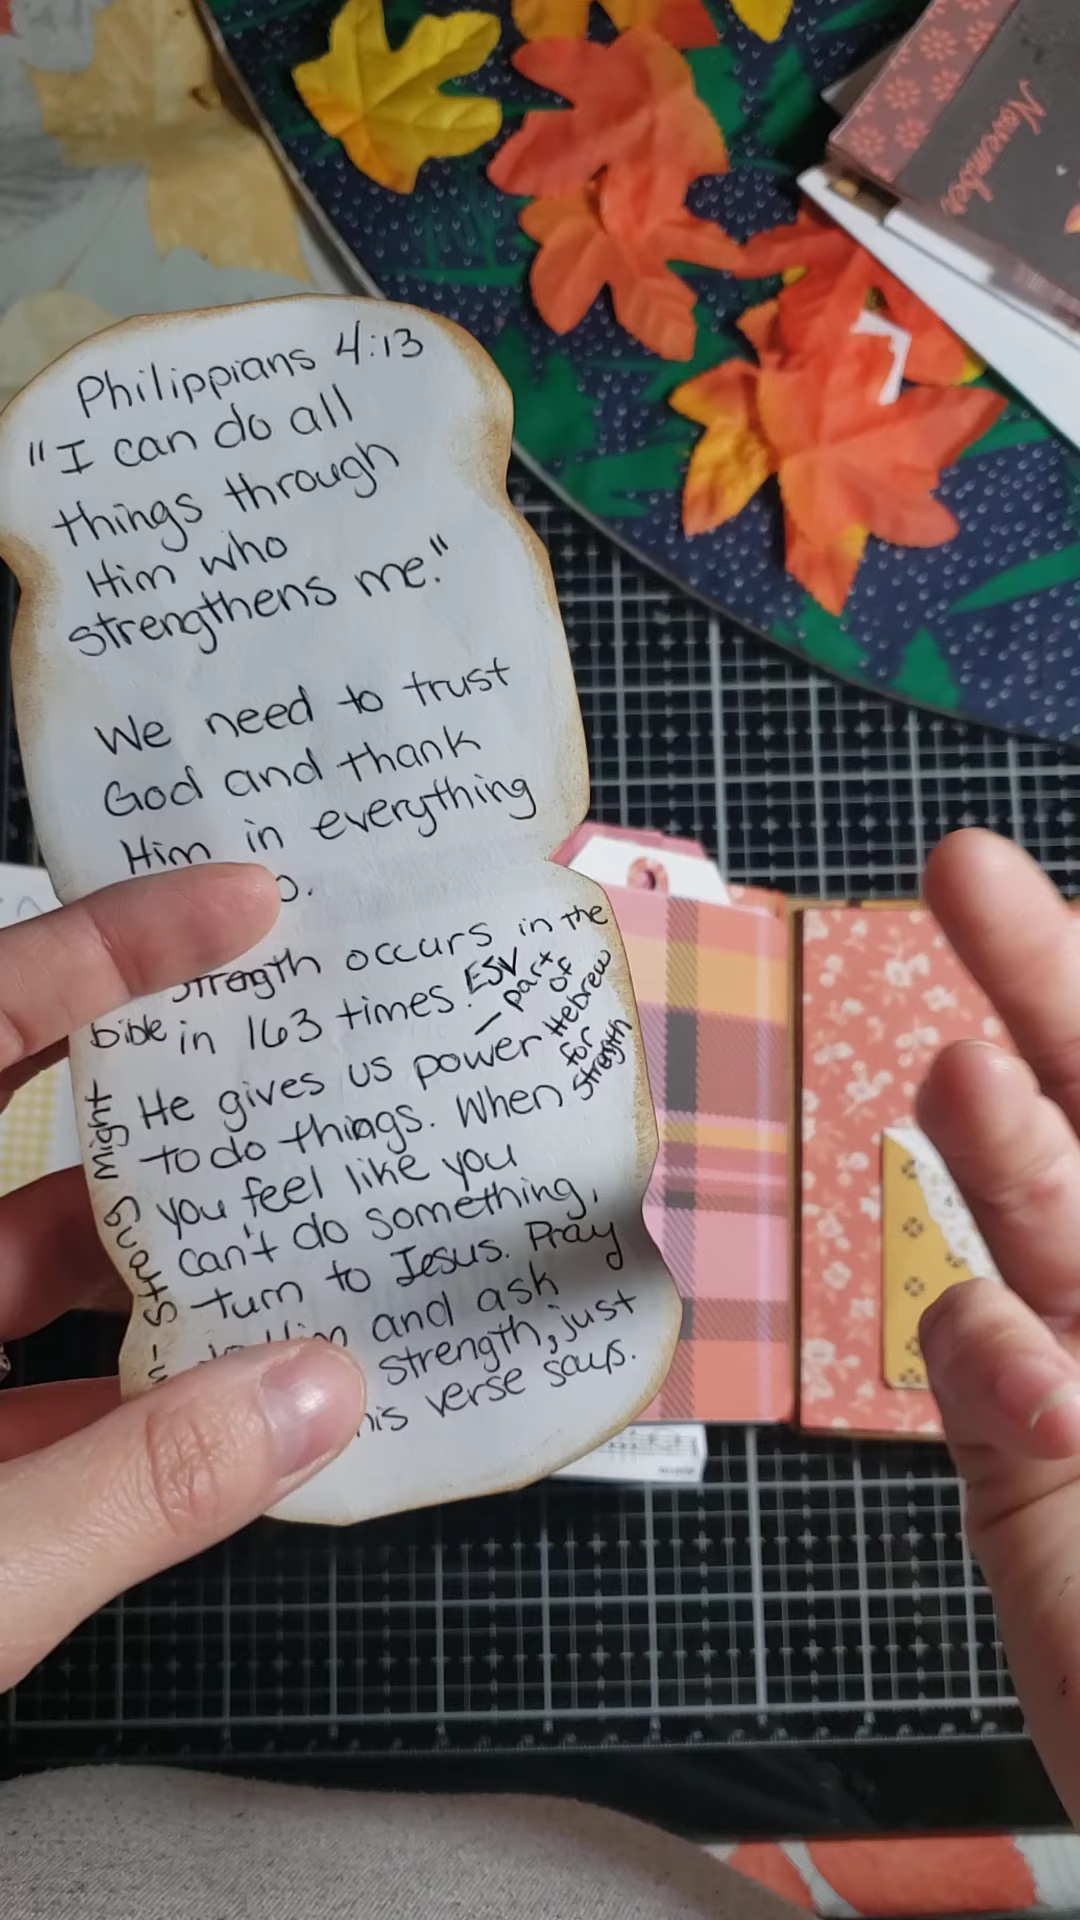 Philippians 4:13
"I can do all
things through
Him who
strengthens me."
We need to trust
God and thank
Him in everything
strength occurs in the
bible in 163 times. ESV
- part
of
Hebrew
for
strength
He gives us power
to do thiags. When
you feel like you
can't do something,
turn to Jesus. Pray
and ask
strength, just
verse says.
- strong might
November